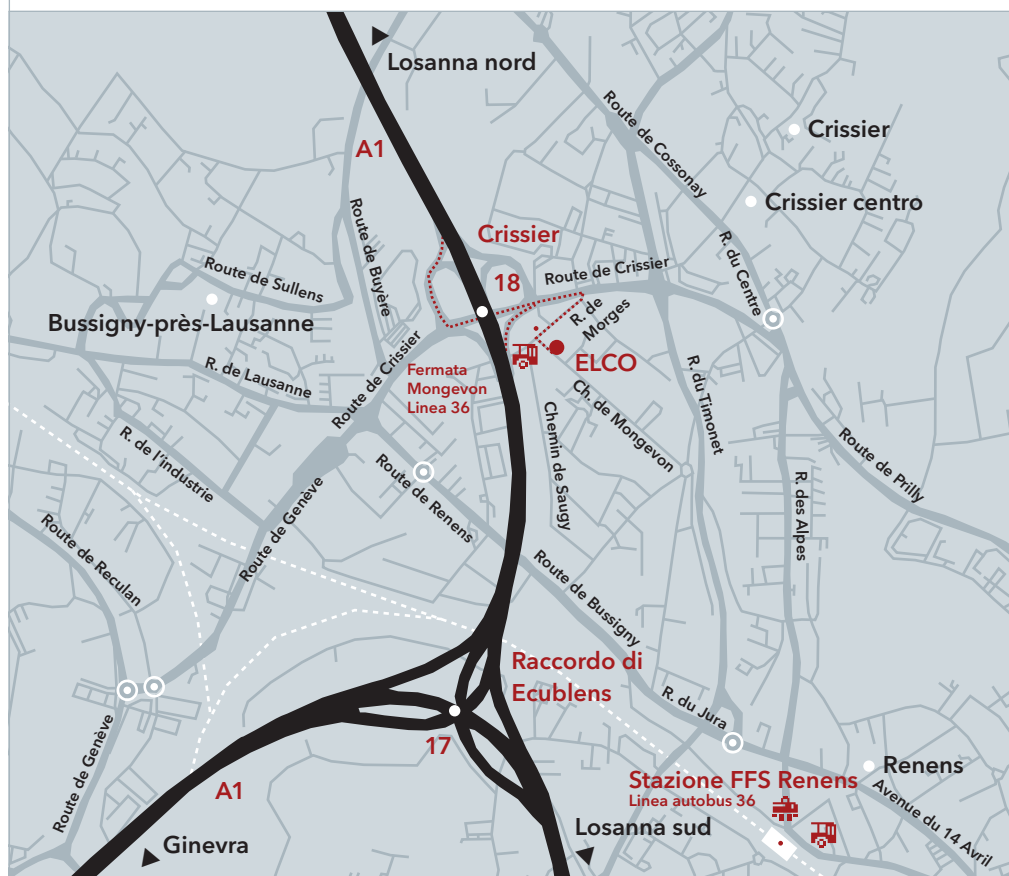 Losanna nord
A1
Route de Cossonay
Crissier
Crissier centro
Route de Buyère
Crissier
R. du Centre
Route de Sullens
18
Route de Crissier
Bussigny-près-Lausanne
R. de
Morges
ELCO
Route de Crissier
Fermata
Mongevon
Linea 36
R. de Lausanne
Ch. de Mongevon
R. du Timonet
Chemin de Saugy
R. de l'industrie
Route de Genève
Route de Renens
Route de Prilly
R. des Alpes
Route de Reculan
Route de Bussigny
Raccordo di
Ecublens
R. du Jura
17
Route de Genève
A1
Stazione FFS Renens
Linea autobus 36
Renens
Avenue du 14 Avril
Losanna sud
Ginevra